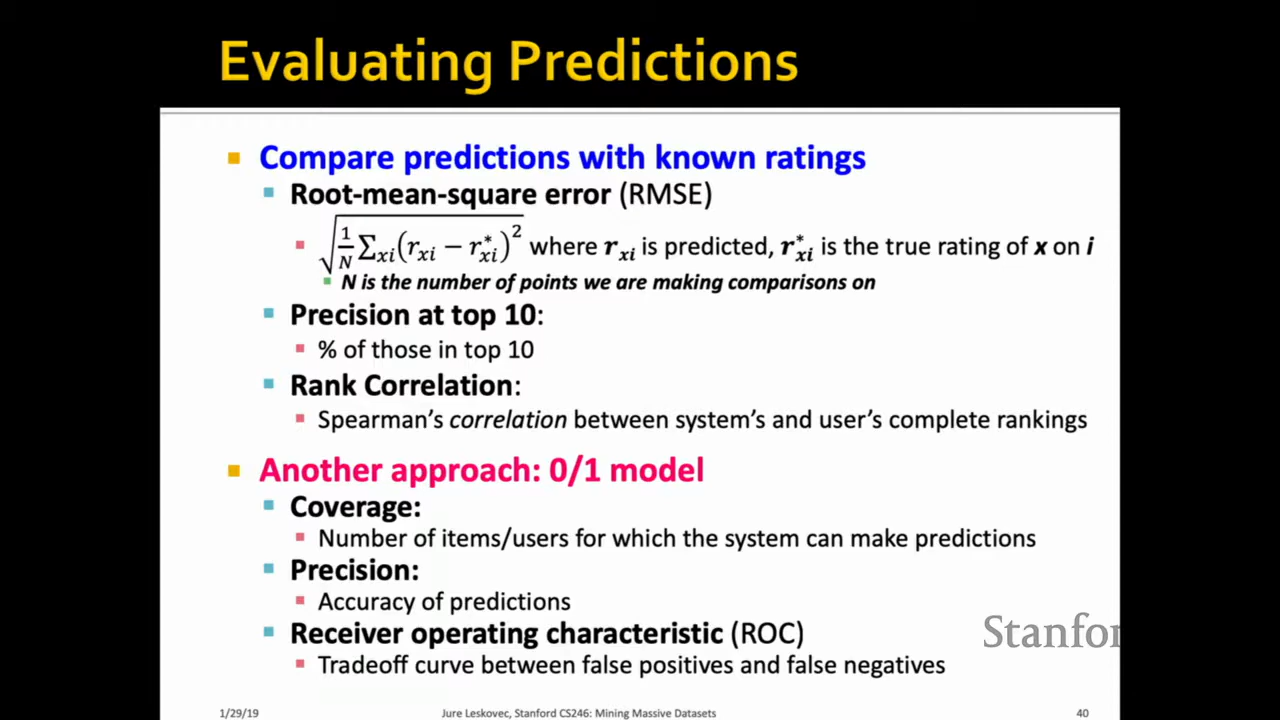 Evaluating Predictions
Compare predictions with known ratings
Root-mean-square error (RMSE)
√(1/N Σ_xi (r_xi − r*_xi)²) where r_xi is predicted, r*_xi is the true rating of x on i
N is the number of points we are making comparisons on
Precision at top 10:
% of those in top 10
Rank Correlation:
Spearman's correlation between system's and user's complete rankings
Another approach: 0/1 model
Coverage:
Number of items/users for which the system can make predictions
Precision:
Accuracy of predictions
Stanfor
Receiver operating characteristic (ROC)
Tradeoff curve between false positives and false negatives
1/29/19
Jure Leskovec, Stanford CS246: Mining Massive Datasets
40